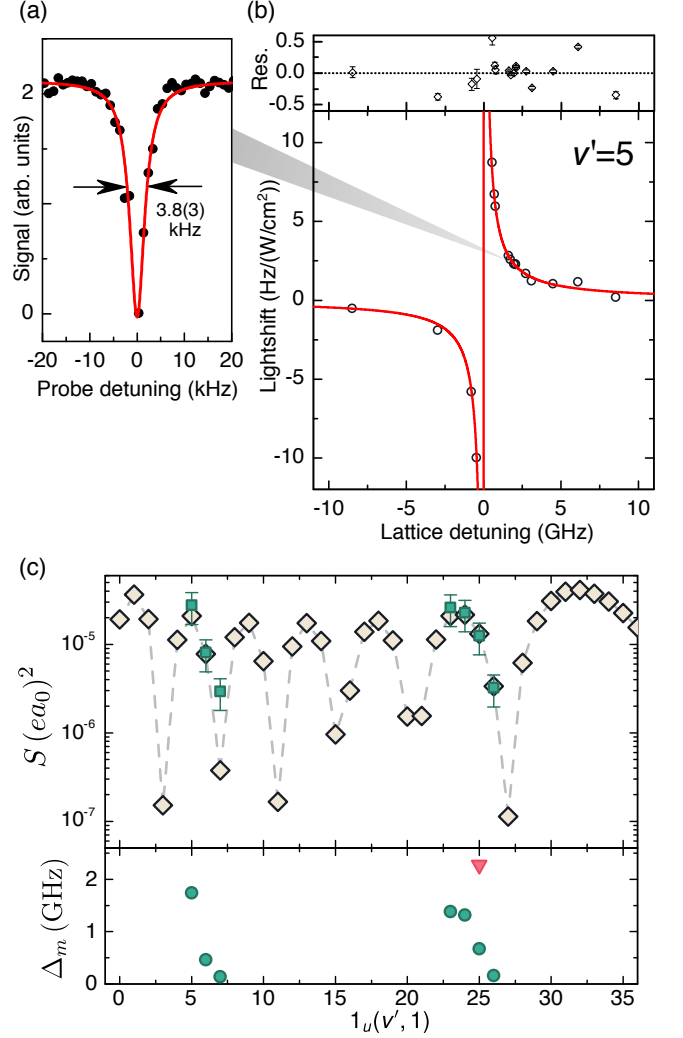 (a)
Signal (arb. units)
2
1
0
3.8(3)
kHz
-20 -10 0 10 20
Probe detuning (kHz)
(b)
Res.
0.5
0.0
-0.5
v'=5
Lightshift (Hz/(W/cm²))
10
5
0
-5
-10
-10 -5 0 5 10
Lattice detuning (GHz)
(c)
S (ea₀)²
10⁻⁵
10⁻⁶
10⁻⁷
Δₘ (GHz)
2
1
0
0 5 10 15 20 25 30 35
1ᵤ(v′, 1)